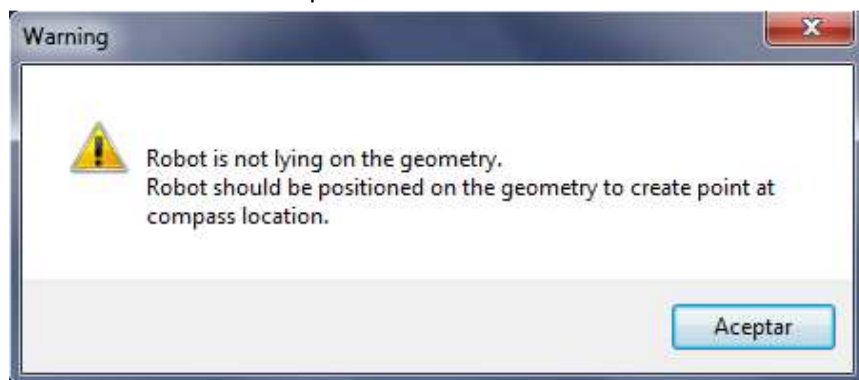 Warning
Robot is not lying on the geometry.
Robot should be positioned on the geometry to create point at
compass location.
Aceptar